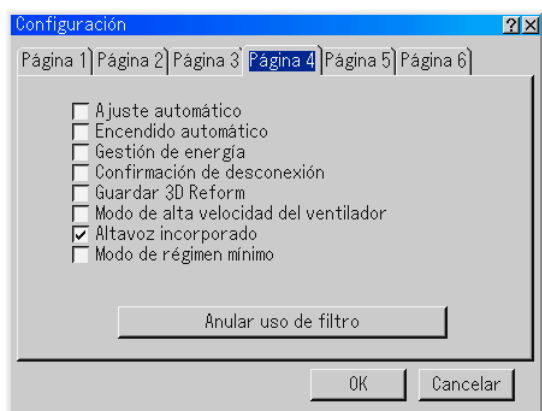 Configuración
Página 1 Página 2 Página 3 Página 4 Página 5 Página 6
Ajuste automático
Encendido automático
Gestión de energía
Confirmación de desconexión
Guardar 3D Reform
Modo de alta velocidad del ventilador
Altavoz incorporado
Modo de régimen mínimo
Anular uso de filtro
OK Cancelar